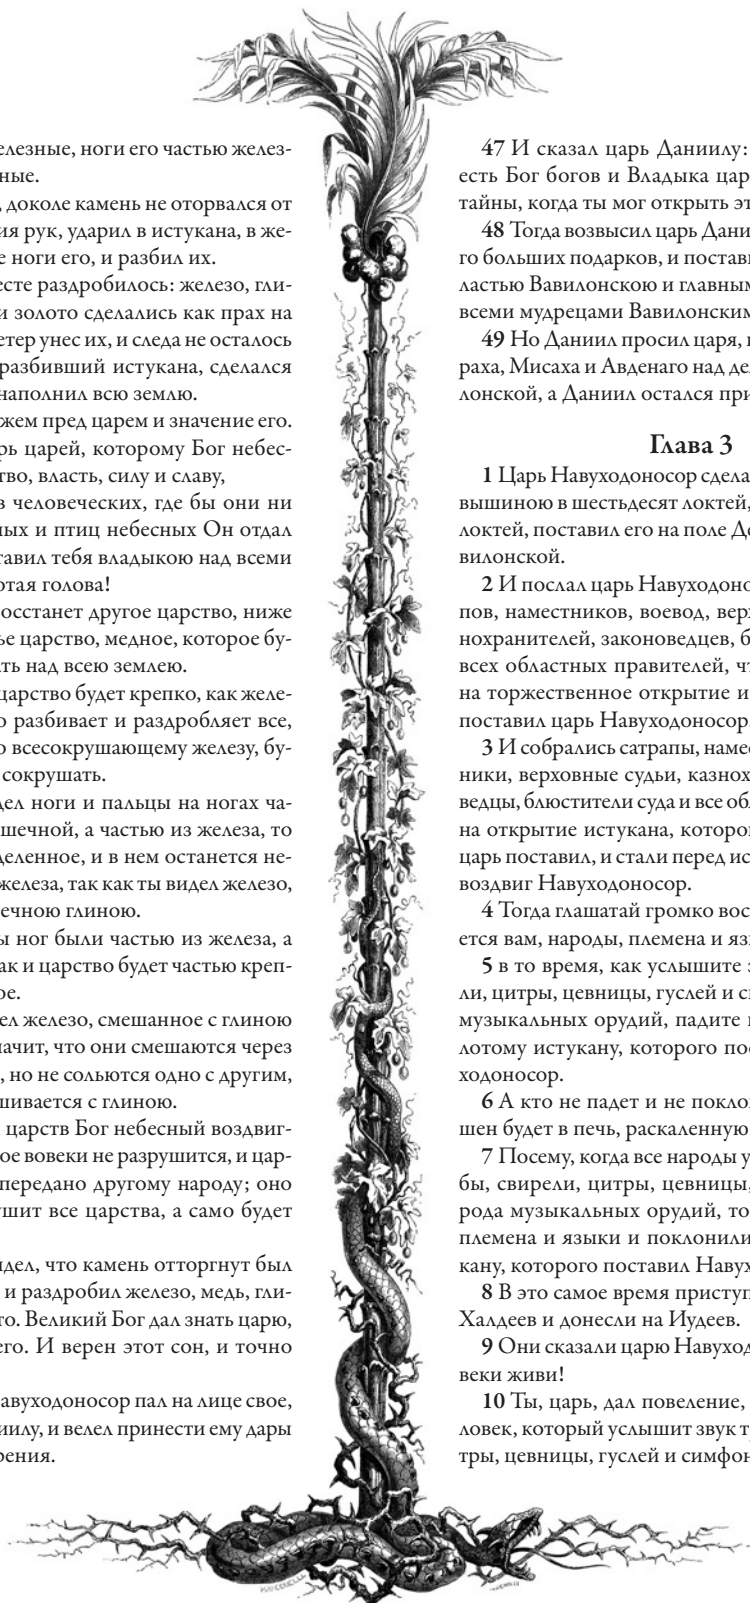 елезные, ноги его частью желез-
ные.
, доколе камень не оторвался от
ия рук, ударил в истукана, в же-
е ноги его, и разбил их.
есте раздробилось: железо, гли-
и золото сделались как прах на
етер унес их, и следа не осталось
разбивший истукана, сделался
наполнил всю землю.
жем пред царем и значение его.
рь царей, которому Бог небес-
тво, власть, силу и славу,
в человеческих, где бы они ни
ных и птиц небесных Он отдал
тавил тебя владыкою над всеми
отая голова!
осстанет другое царство, ниже
ье царство, медное, которое бу-
ать над всею землею.
царство будет крепко, как желе-
о разбивает и раздробляет все,
о всесокрушающему железу, бу-
сокрушать.
дел ноги и пальцы на ногах ча-
шечной, а частью из железа, то
деленное, и в нем останется не-
железа, так как ты видел железо,
ечною глиною.
ы ног были частью из железа, а
ак и царство будет частью креп-
ое.
ел железо, смешанное с глиною
начит, что они смешаются через
, но не сольются одно с другим,
шивается с глиною.
царств Бог небесный воздвиг-
ое вовеки не разрушится, и цар-
передано другому народу; оно
ушит все царства, а само будет
идел, что камень отторгнут был
и раздробил железо, медь, гли-
то. Великий Бог дал знать царю,
его. И верен этот сон, и точно
авуходоносор пал на лице свое,
иилу, и велел принести ему дары
рения.
47 И сказал царь Даниилу:
есть Бог богов и Владыка цар
тайны, когда ты мог открыть эт
48 Тогда возвысил царь Дани
го больших подарков, и постави
ластью Вавилонскою и главным
всеми мудрецами Вавилонским
49 Но Даниил просил царя, и
раха, Мисаха и Авденаго над де
лонской, а Даниил остался при
Глава 3
1 Царь Навуходоносор сдела
вышиною в шестьдесят локтей,
локтей, поставил его на поле Де
вилонской.
2 И послал царь Навуходоно
пов, наместников, воевод, верх
нохранителей, законоведцев, б
всех областных правителей, чт
на торжественное открытие и
поставил царь Навуходоносор.
3 И собрались сатрапы, намес
ники, верховные судьи, казнох
ведцы, блюстители суда и все об
на открытие истукана, которо
царь поставил, и стали перед ис
воздвиг Навуходоносор.
4 Тогда глашатай громко вос
ется вам, народы, племена и яз
5 в то время, как услышите з
ли, цитры, цевницы, гуслей и с
музыкальных орудий, падите и
лотому истукану, которого пос
ходоносор.
6 А кто не падет и не покло
шен будет в печь, раскаленную
7 Посему, когда все народы у
бы, свирели, цитры, цевницы,
рода музыкальных орудий, то
племена и языки и поклонили
кану, которого поставил Навух
8 В это самое время приступ
Халдеев и донесли на Иудеев.
9 Они сказали царю Навуход
веки живи!
10 Ты, царь, дал повеление,
ловек, который услышит звук т
тры, цевницы, гуслей и симфон